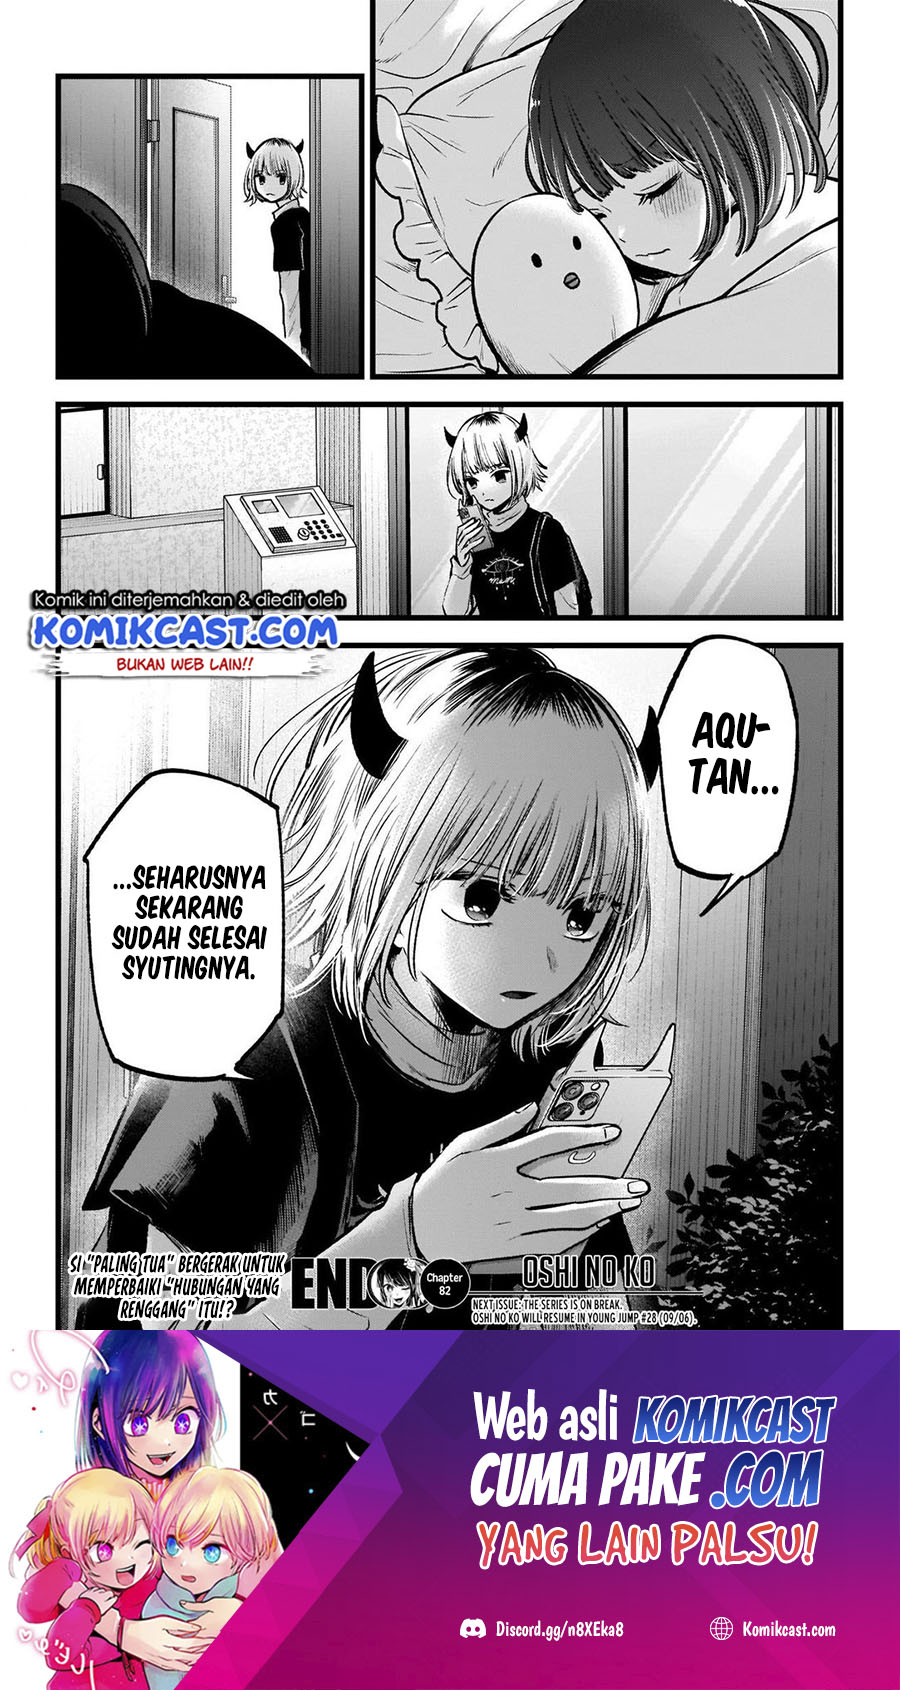 Komik ini diterjemahkan & diedit oleh
KOMIKCAST.COM
BUKAN WEB LAIN!!
AQU-
TAN...
...SEHARUSNYA
SEKARANG
SUDAH SELESAI
SYUTINGNYA.
SI "PALING TUA" BERGERAK UNTUK
MEMPERBAIKI "HUBUNGAN YANG
RENGGANG" ITU!?
END
Chapter
82
OSHI NO KO
NEXT ISSUE: THE SERIES IS ON BREAK.
OSHI NO KO WILL RESUME IN YOUNG JUMP #28 (09/06).
Web asli KOMIKCAST
CUMA PAKE .COM
YANG LAIN PALSU!
Discord.gg/n8XEka8
Komikcast.com